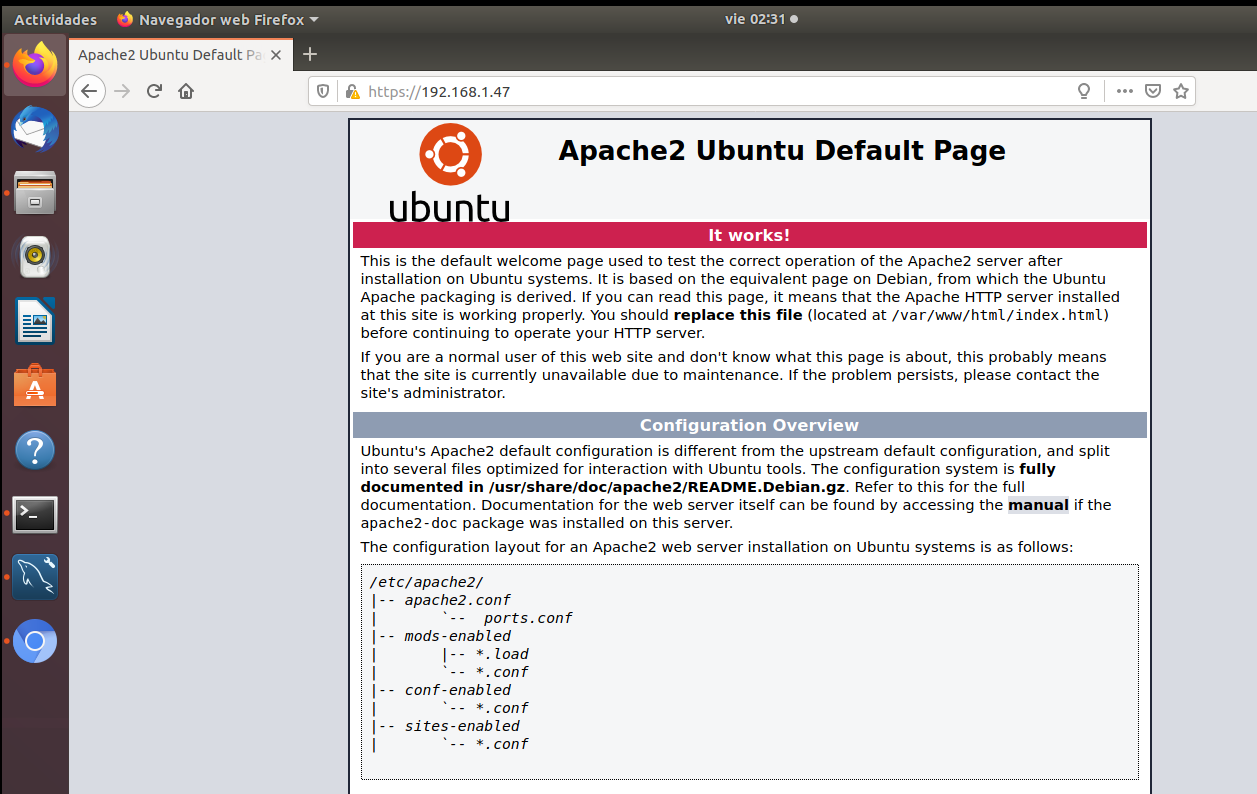 Actividades Navegador web Firefox vie 02:31
Apache2 Ubuntu Default Pa
https://192.168.1.47
ubuntu
Apache2 Ubuntu Default Page
It works!
This is the default welcome page used to test the correct operation of the Apache2 server after
installation on Ubuntu systems. It is based on the equivalent page on Debian, from which the Ubuntu
Apache packaging is derived. If you can read this page, it means that the Apache HTTP server installed
at this site is working properly. You should replace this file (located at /var/www/html/index.html)
before continuing to operate your HTTP server.
If you are a normal user of this web site and don't know what this page is about, this probably means
that the site is currently unavailable due to maintenance. If the problem persists, please contact the
site's administrator.
Configuration Overview
Ubuntu's Apache2 default configuration is different from the upstream default configuration, and split
into several files optimized for interaction with Ubuntu tools. The configuration system is fully
documented in /usr/share/doc/apache2/README.Debian.gz. Refer to this for the full
documentation. Documentation for the web server itself can be found by accessing the manual if the
apache2-doc package was installed on this server.
The configuration layout for an Apache2 web server installation on Ubuntu systems is as follows:
/etc/apache2/
|-- apache2.conf
|       `--  ports.conf
|-- mods-enabled
|       |-- *.load
|       `-- *.conf
|-- conf-enabled
|       `-- *.conf
|-- sites-enabled
|       `-- *.conf